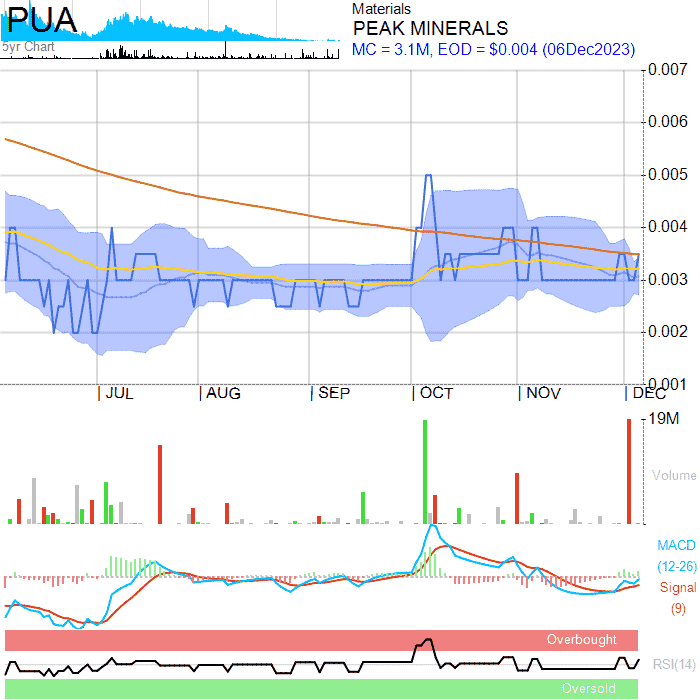 PUA
5yr Chart
Materials
PEAK MINERALS
MC = 3.1M, EOD = $0.004 (06Dec2023)
0.007
0.006
0.005
0.004
0.003
0.002
0.001
JUL AUG SEP OCT NOV DEC
19M
Volume
MACD
(12-26)
Signal
(9)
Overbought
RSI(14)
Oversold